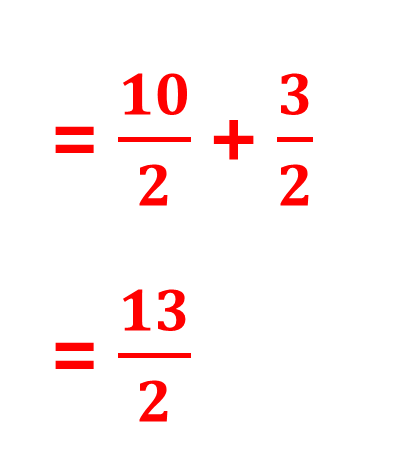 = 10/2 + 3/2
= 13/2